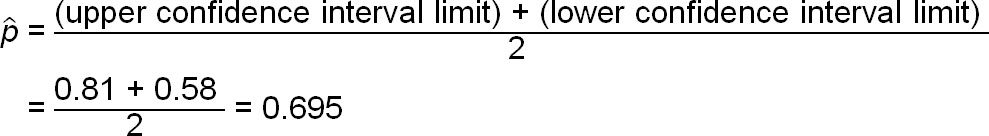 p̂ = (upper confidence interval limit) + (lower confidence interval limit) / 2
= 0.81 + 0.58 / 2 = 0.695